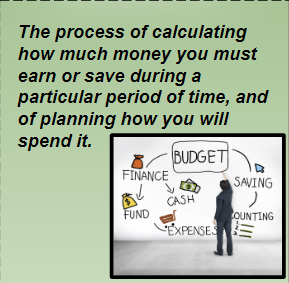 The process of calculating
how much money you must
earn or save during a
particular period of time, and
of planning how you will
spend it.
BUDGET
FINANCE
SAVING
CASH
FUND
OUNTING
EXPENSES